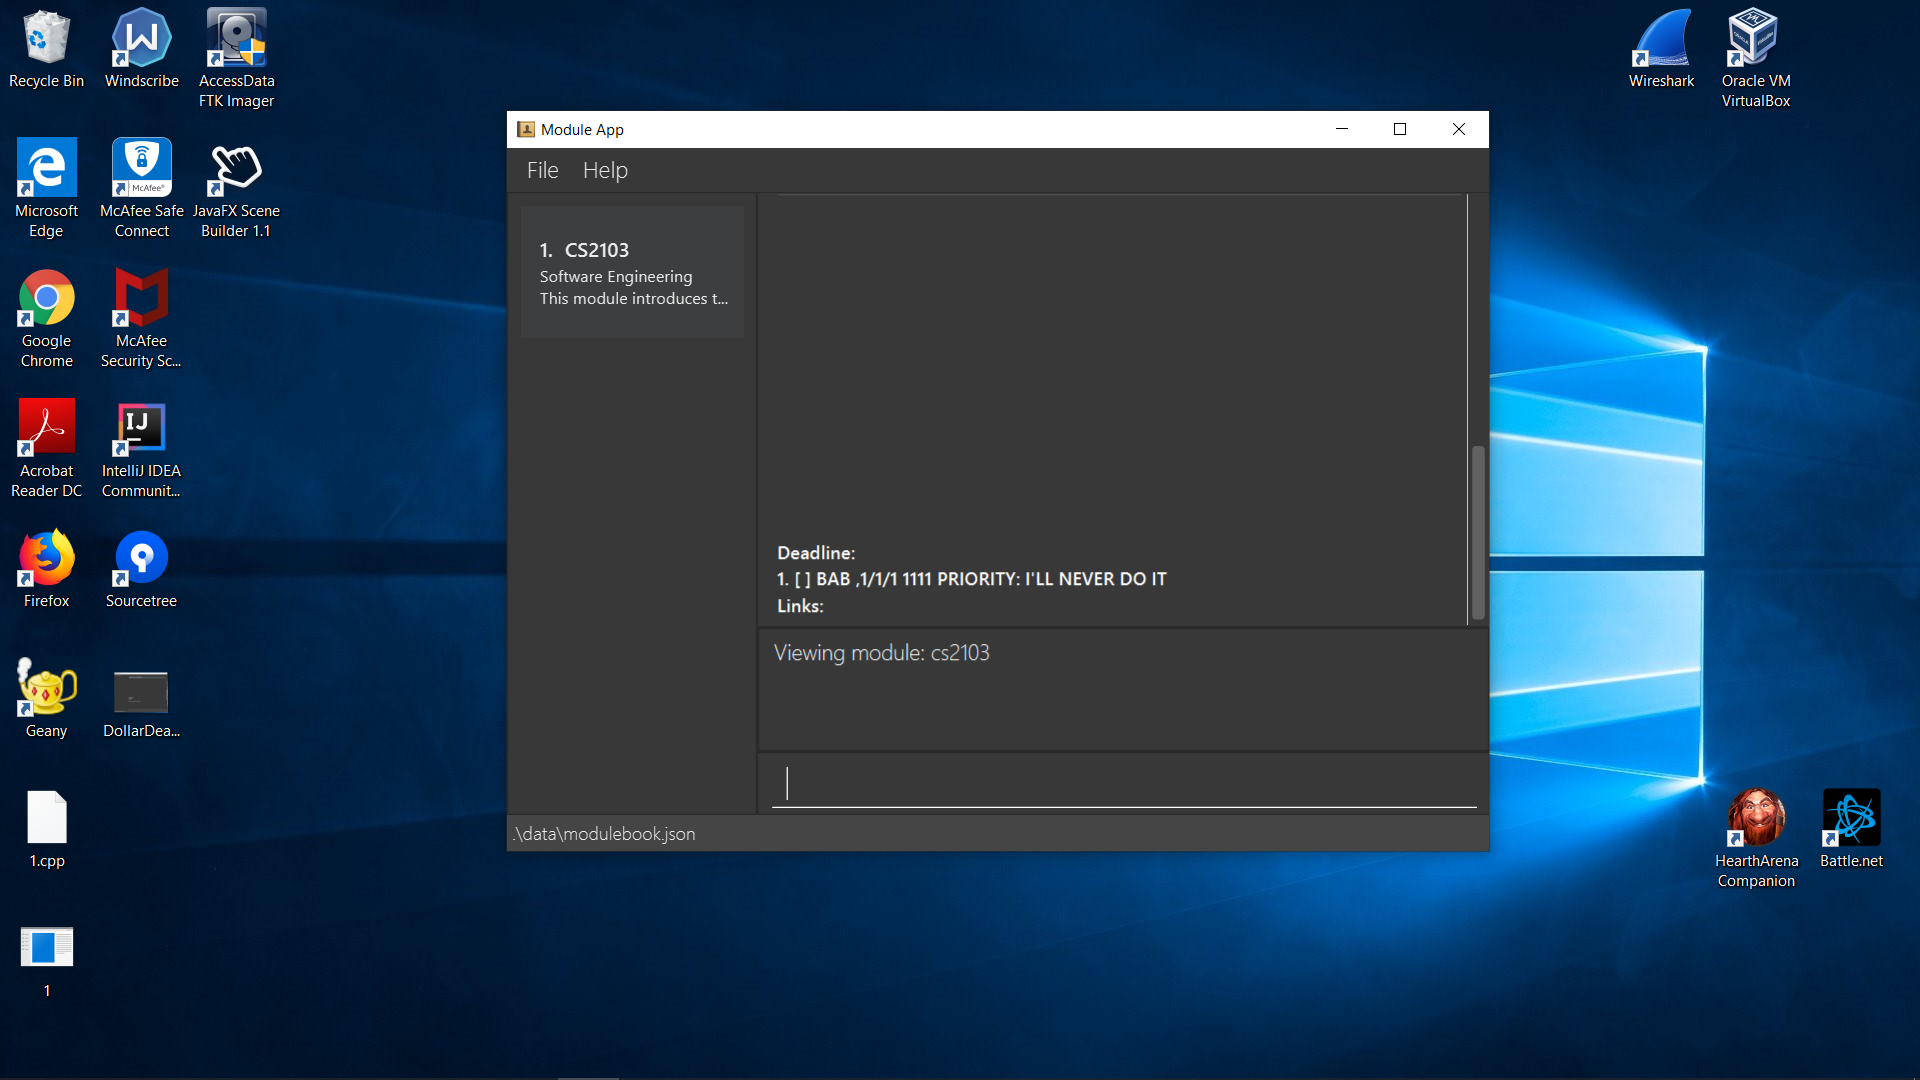 Recycle Bin
Windscribe
AccessData
FTK Imager
Wireshark
Oracle VM
VirtualBox
Microsoft
Edge
McAfee Safe
Connect
JavaFX Scene
Builder 1.1
McAfee®
Google
Chrome
McAfee
Security Sc...
Acrobat
Reader DC
IJ
IntelliJ IDEA
Communit...
Firefox
Sourcetree
Geany
DollarDea...
1.cpp
1
Module App
File Help
1. CS2103
Software Engineering
This module introduces t...
Deadline:
1. [ ] BAB ,1/1/1 1111 PRIORITY: I'LL NEVER DO IT
Links:
Viewing module: cs2103
.\data\modulebook.json
HearthArena
Companion
Battle.net